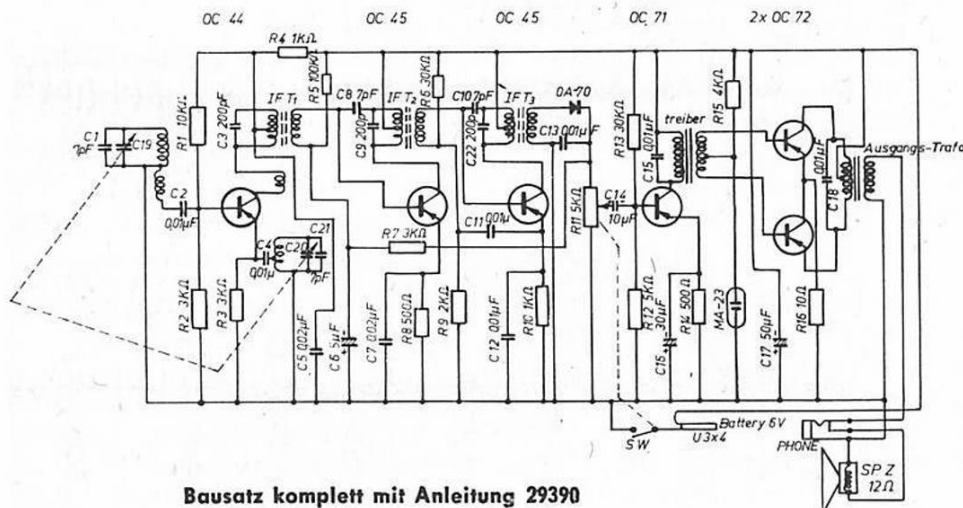 OC 44
OC 45
OC 45
OC 71
2x OC 72
R4 1KΩ
R5 100KΩ
C8 7pF
R6 30KΩ
C10 7pF
OA-70
C1
7pF
C19
R1 10KΩ
C3 200pF
IF T1
C9 200pF
IF T2
C22 200pF
IF T3
C13 0,01µF
R13 30KΩ
C15 0,01µF
treiber
R15 4KΩ
0,01µF
C18
Ausgangs-Trafo
C2
0,01µF
C4
0,01µ
C20
C21
7pF
R7 3KΩ
C11 0,01µ
R11 5KΩ
C14
10µF
R2 3KΩ
R3 3KΩ
C5 0,02µF
C6 5µF
C7 0,02µF
R8 500Ω
R9 2KΩ
C12 0,01µF
R10 1KΩ
R12 5KΩ
30µF
C16
R14 500Ω
MA-23
C17 50µF
R16 10Ω
SW
Battery 6V
U3x4
PHONE
SP.Z
12Ω
Bausatz komplett mit Anleitung 29390